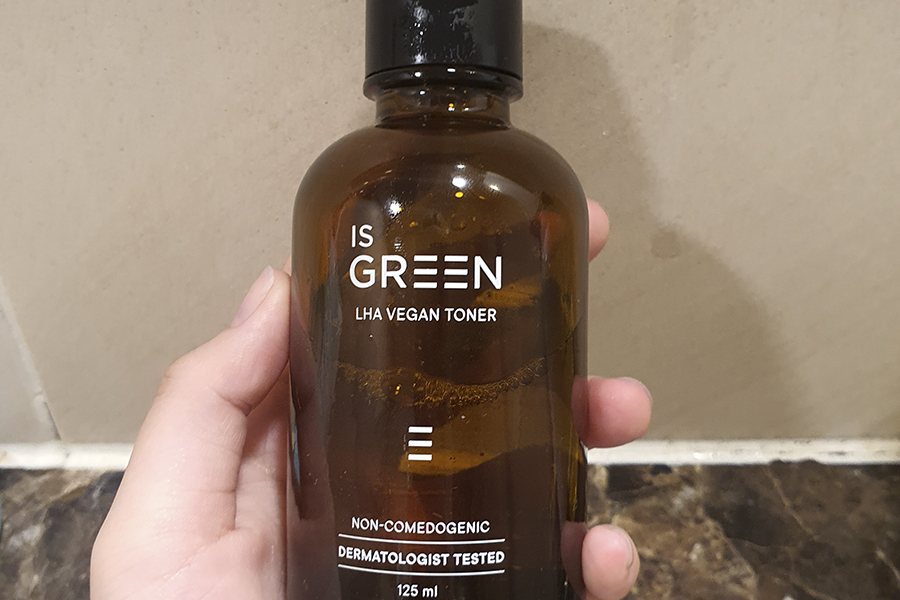 IS
GREEN
LHA VEGAN TONER
NON-COMEDOGENIC
DERMATOLOGIST TESTED
125 ml